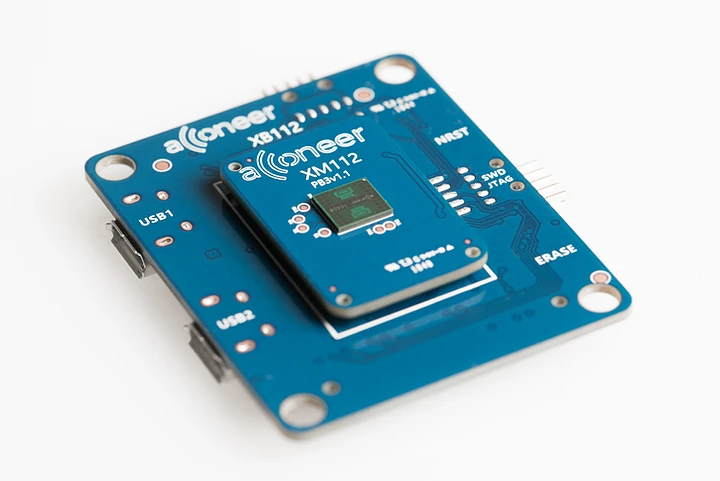 acconeer
XB112
NRST
SWD
JTAG
acconeer
XM112
PB3v1.1
USB1
USB2
ERASE